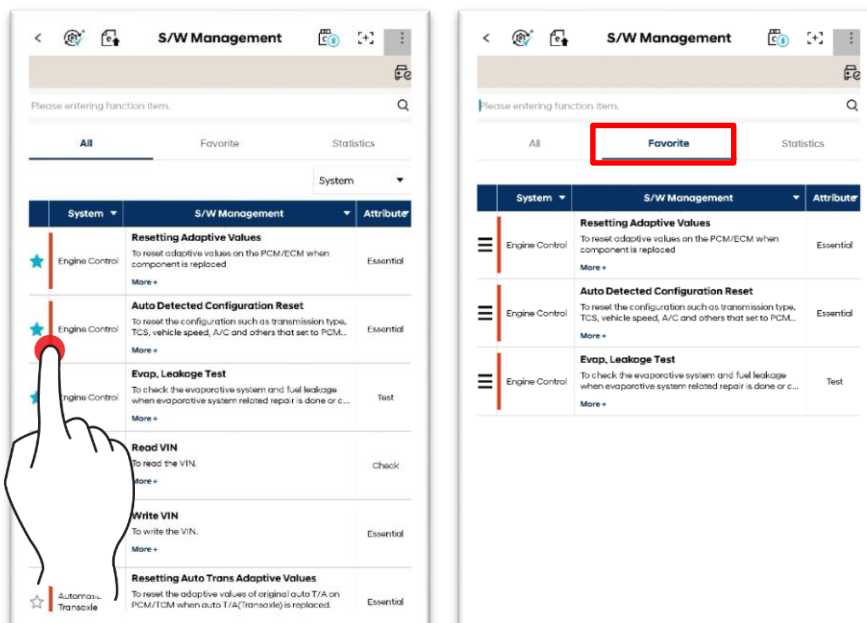 S/W Management
Please entering function item.
All Favorite Statistics
System
System S/W Management Attribute
Resetting Adaptive Values
Engine Control
To reset adaptive values on the PCM/ECM when
component is replaced
Essential
More +
Auto Detected Configuration Reset
Engine Control
To reset the configuration such as transmission type,
TCS, vehicle speed, A/C and others that set to PCM...
Essential
More +
Evap, Leakage Test
ngine Control
To check the evaporative system and fuel leakage
when evaporative system related repair is done or c...
Test
More +
Read VIN
To read the VIN.
Check
More +
Write VIN
To write the VIN.
Essential
More +
Resetting Auto Trans Adaptive Values
Transaxle
To reset the adaptive values of original auto T/A on
PCM/TCM when auto T/A(Transaxle) is replaced.
Essential
S/W Management
Please entering function item.
All Favorite Statistics
System S/W Management Attribute
Resetting Adaptive Values
Engine Control
To reset adaptive values on the PCM/ECM when
component is replaced
Essential
More +
Auto Detected Configuration Reset
Engine Control
To reset the configuration such as transmission type,
TCS, vehicle speed, A/C and others that set to PCM...
Essential
More +
Evap, Leakage Test
Engine Control
To check the evaporative system and fuel leakage
when evaporative system related repair is done or c...
Test
More +